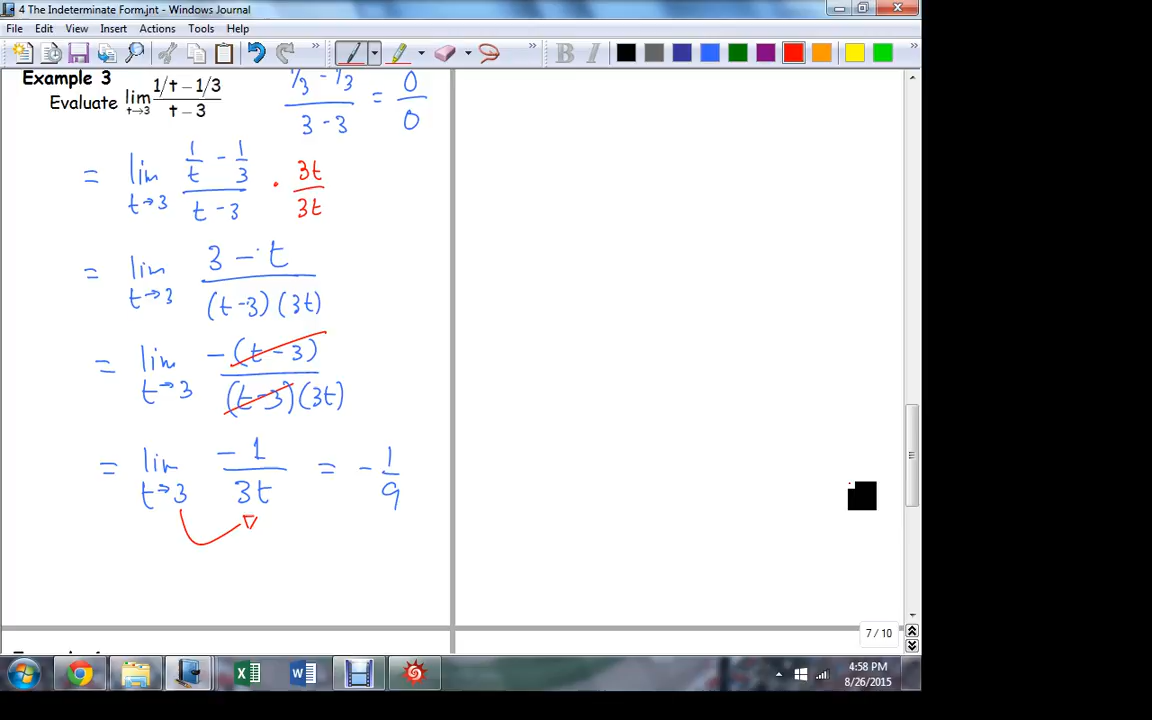 4 The Indeterminate Form.jnt - Windows Journal
File Edit View Insert Actions Tools Help
Example 3
Evaluate lim t→3 (1/t – 1/3)/(t – 3)
(1/3 - 1/3)/(3 - 3) = 0/0
= lim t→3 (1/t - 1/3)/(t - 3) · 3t/3t
= lim t→3 (3 - t)/((t-3)(3t))
= lim t→3 -(t - 3)/((t-3)(3t))
= lim t→3 -1/3t = -1/9
7 / 10
4:58 PM
8/26/2015